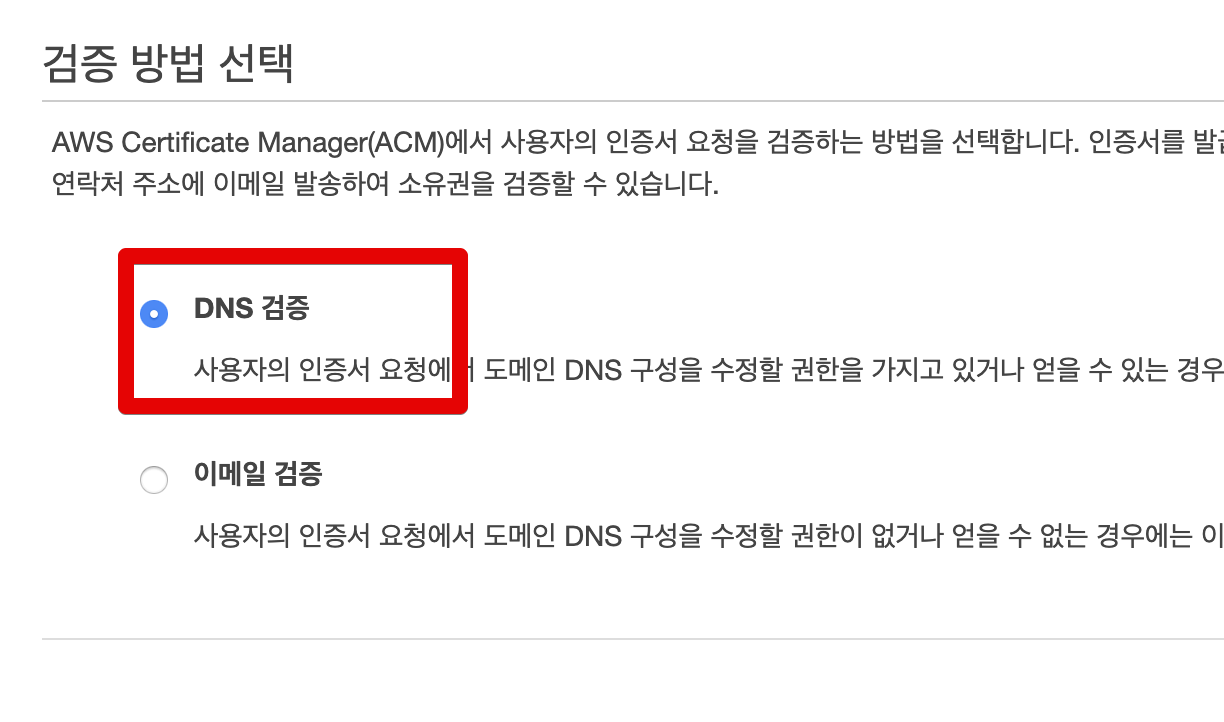 검증 방법 선택
AWS Certificate Manager(ACM)에서 사용자의 인증서 요청을 검증하는 방법을 선택합니다. 인증서를
연락처 주소에 이메일 발송하여 소유권을 검증할 수 있습니다.
DNS 검증
사용자의 인증서 요청에서 도메인 DNS 구성을 수정할 권한을 가지고 있거나 얻을 수 있는 경우
이메일 검증
사용자의 인증서 요청에서 도메인 DNS 구성을 수정할 권한이 없거나 얻을 수 없는 경우에는 이